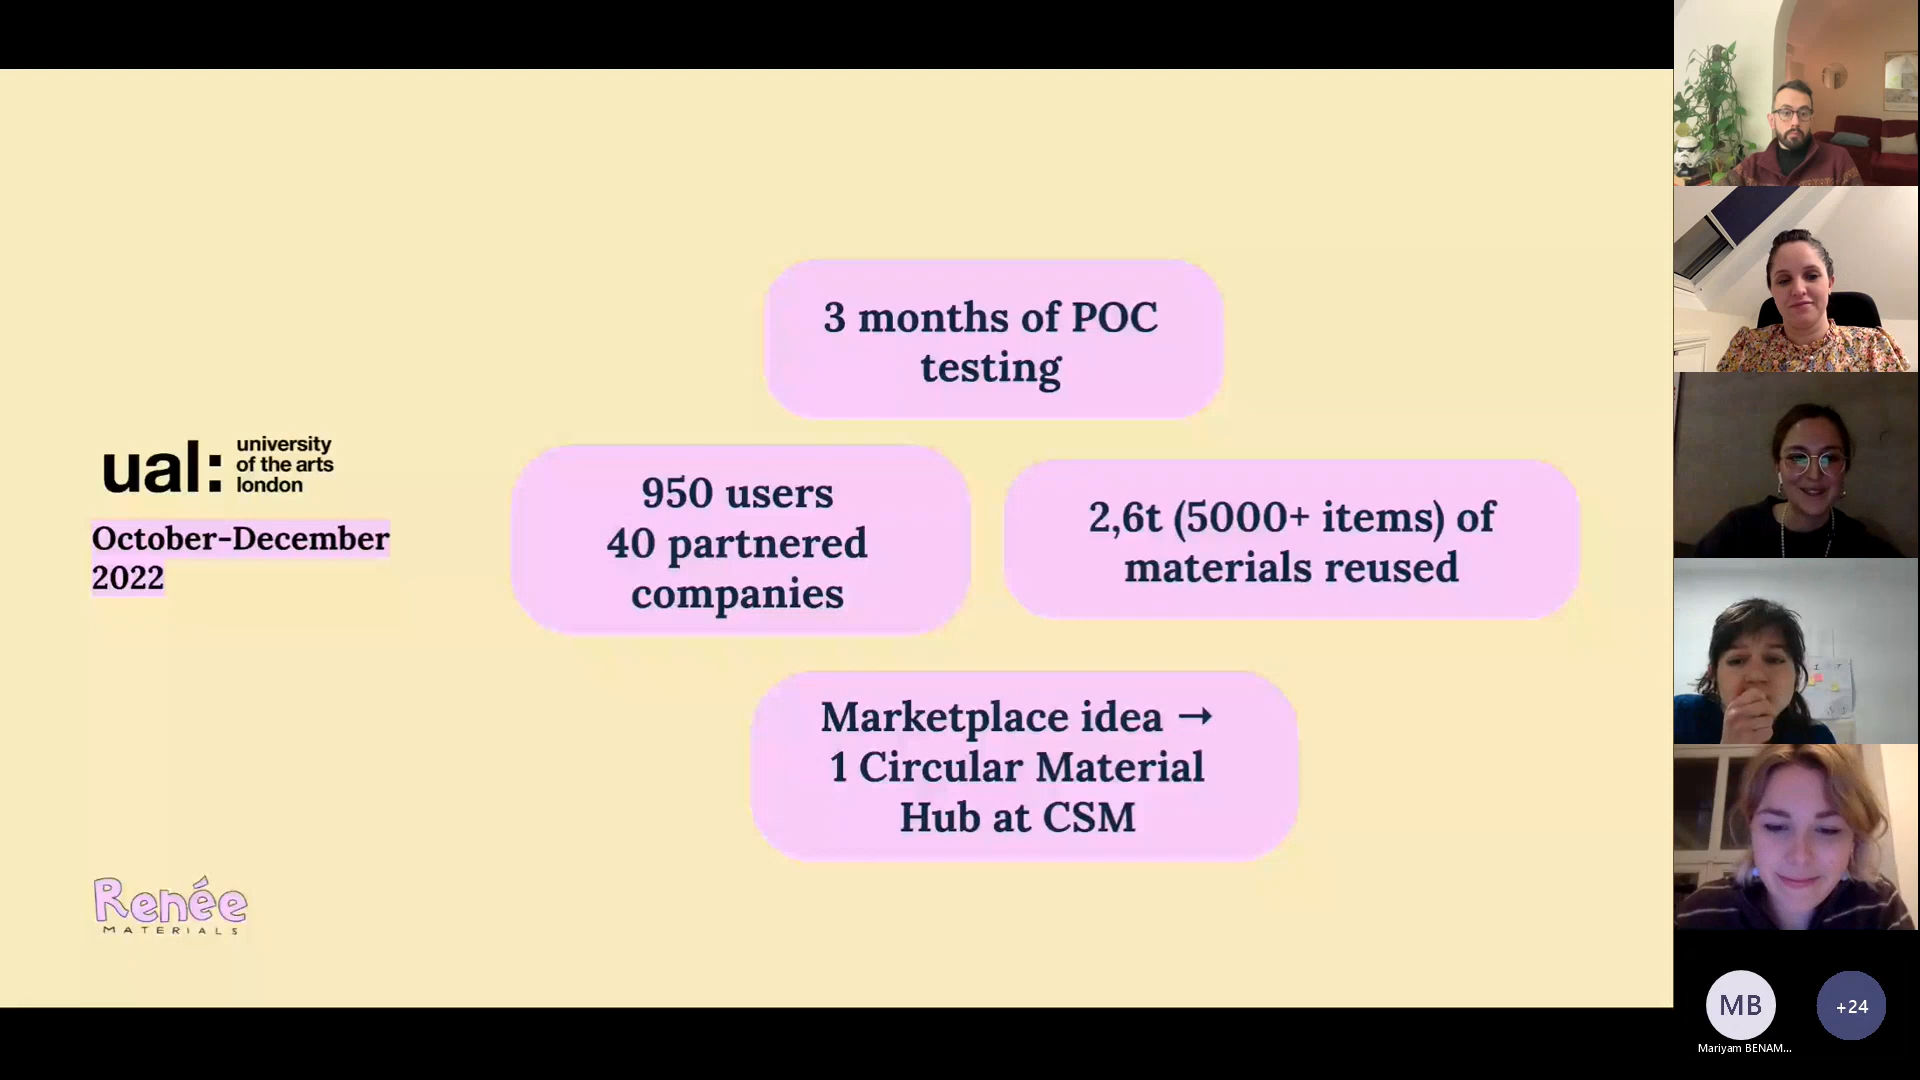 3 months of POC
testing
ual:
university
of the arts
london
October-December
2022
950 users
40 partnered
companies
2,6t (5000+ items) of
materials reused
Marketplace idea →
1 Circular Material
Hub at CSM
Renée
MATERIALS
MB
+24
Mariyam BENAM...